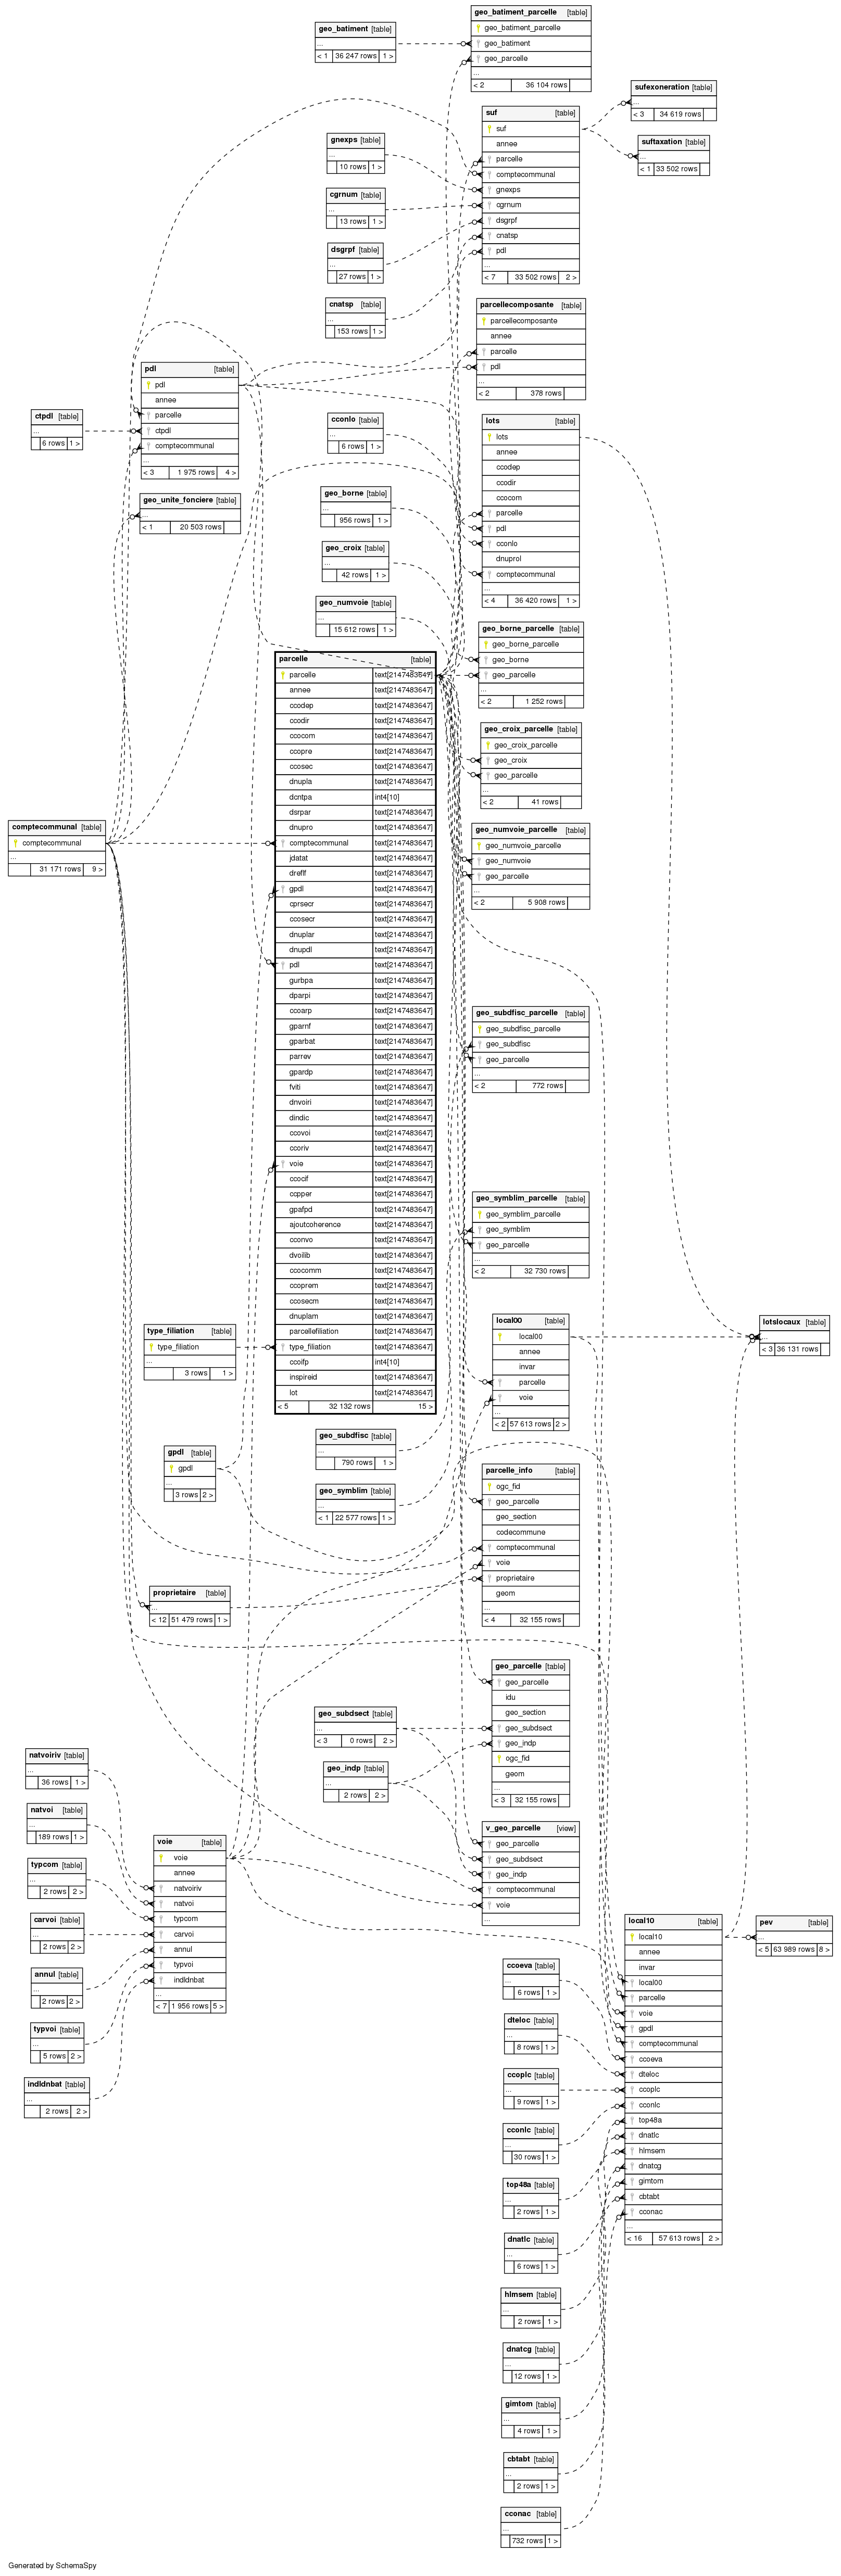 geo_batiment [table]
...
< 1 36 247 rows 1 >
geo_batiment_parcelle [table]
geo_batiment_parcelle
geo_batiment
geo_parcelle
...
< 2 36 104 rows
sufexoneration [table]
...
< 3 34 619 rows
suftaxation [table]
...
< 1 33 502 rows
suf [table]
suf
annee
parcelle
comptecommunal
gnexps
cgrnum
dsgrpf
cnatsp
pdl
...
< 7 33 502 rows 2 >
gnexps [table]
...
10 rows 1 >
cgrnum [table]
...
13 rows 1 >
dsgrpf [table]
...
27 rows 1 >
cnatsp [table]
...
153 rows 1 >
parcellecomposante [table]
parcellecomposante
annee
parcelle
pdl
...
< 2 378 rows
pdl [table]
pdl
annee
parcelle
ctpdl
comptecommunal
...
< 3 1 975 rows 4 >
ctpdl [table]
...
6 rows 1 >
geo_unite_fonciere [table]
...
< 1 20 503 rows
cconlo [table]
...
6 rows 1 >
geo_borne [table]
...
956 rows 1 >
geo_croix [table]
...
42 rows 1 >
geo_numvoie [table]
...
15 612 rows 1 >
lots [table]
lots
annee
ccodep
ccodir
ccocom
parcelle
pdl
cconlo
dnuprol
comptecommunal
...
< 4 36 420 rows 1 >
geo_borne_parcelle [table]
geo_borne_parcelle
geo_borne
geo_parcelle
...
< 2 1 252 rows
geo_croix_parcelle [table]
geo_croix_parcelle
geo_croix
geo_parcelle
...
< 2 41 rows
geo_numvoie_parcelle [table]
geo_numvoie_parcelle
geo_numvoie
geo_parcelle
...
< 2 5 908 rows
comptecommunal [table]
comptecommunal
...
31 171 rows 9 >
parcelle [table]
parcelle text[2147483647]
annee text[2147483647]
ccodep text[2147483647]
ccodir text[2147483647]
ccocom text[2147483647]
ccopre text[2147483647]
ccosec text[2147483647]
dnupla text[2147483647]
dcntpa int4[10]
dsrpar text[2147483647]
dnupro text[2147483647]
comptecommunal text[2147483647]
jdatat text[2147483647]
dreflf text[2147483647]
gpdl text[2147483647]
cprsecr text[2147483647]
ccosecr text[2147483647]
dnuplar text[2147483647]
dnupdl text[2147483647]
pdl text[2147483647]
gurbpa text[2147483647]
dparpi text[2147483647]
ccoarp text[2147483647]
gparnf text[2147483647]
gparbat text[2147483647]
parrev text[2147483647]
gpardp text[2147483647]
fviti text[2147483647]
dnvoiri text[2147483647]
dindic text[2147483647]
ccovoi text[2147483647]
ccoriv text[2147483647]
voie text[2147483647]
ccocif text[2147483647]
ccpper text[2147483647]
gpafpd text[2147483647]
ajoutcoherence text[2147483647]
cconvo text[2147483647]
dvoilib text[2147483647]
ccocomm text[2147483647]
ccoprem text[2147483647]
ccosecm text[2147483647]
dnuplam text[2147483647]
parcellefiliation text[2147483647]
type_filiation text[2147483647]
ccoifp int4[10]
inspireid text[2147483647]
lot text[2147483647]
< 5 32 132 rows 15 >
geo_subdfisc_parcelle [table]
geo_subdfisc_parcelle
geo_subdfisc
geo_parcelle
...
< 2 772 rows
geo_symblim_parcelle [table]
geo_symblim_parcelle
geo_symblim
geo_parcelle
...
< 2 32 730 rows
local00 [table]
local00
annee
invar
parcelle
voie
...
< 2 57 613 rows 2 >
lotslocaux [table]
...
< 3 36 131 rows
type_filiation [table]
type_filiation
...
3 rows 1 >
geo_subdfisc [table]
...
790 rows 1 >
geo_symblim [table]
...
< 1 22 577 rows 1 >
gpdl [table]
gpdl
...
3 rows 2 >
parcelle_info [table]
ogc_fid
geo_parcelle
geo_section
codecommune
comptecommunal
voie
proprietaire
geom
...
< 4 32 155 rows
proprietaire [table]
...
< 12 51 479 rows 1 >
geo_parcelle [table]
geo_parcelle
idu
geo_section
geo_subdsect
geo_indp
ogc_fid
geom
...
< 3 32 155 rows
geo_subdsect [table]
...
< 3 0 rows 2 >
geo_indp [table]
...
2 rows 2 >
v_geo_parcelle [view]
geo_parcelle
geo_subdsect
geo_indp
comptecommunal
voie
...
natvoiriv [table]
...
36 rows 1 >
natvoi [table]
...
189 rows 1 >
typcom [table]
...
2 rows 2 >
carvoi [table]
...
2 rows 2 >
annul [table]
...
2 rows 2 >
typvoi [table]
...
5 rows 2 >
indldnbat [table]
...
2 rows 2 >
voie [table]
voie
annee
natvoiriv
natvoi
typcom
carvoi
annul
typvoi
indldnbat
...
< 7 1 956 rows 5 >
local10 [table]
local10
annee
invar
local00
parcelle
voie
gpdl
comptecommunal
ccoeva
dteloc
ccoplc
cconlc
top48a
dnatlc
hlmsem
dnatcg
gimtom
cbtabt
cconac
...
< 16 57 613 rows 2 >
pev [table]
...
< 5 63 989 rows 8 >
ccoeva [table]
...
6 rows 1 >
dteloc [table]
...
8 rows 1 >
ccoplc [table]
...
9 rows 1 >
cconlc [table]
...
30 rows 1 >
top48a [table]
...
2 rows 1 >
dnatlc [table]
...
6 rows 1 >
hlmsem [table]
...
2 rows 1 >
dnatcg [table]
...
12 rows 1 >
gimtom [table]
...
4 rows 1 >
cbtabt [table]
...
2 rows 1 >
cconac [table]
...
732 rows 1 >
Generated by SchemaSpy